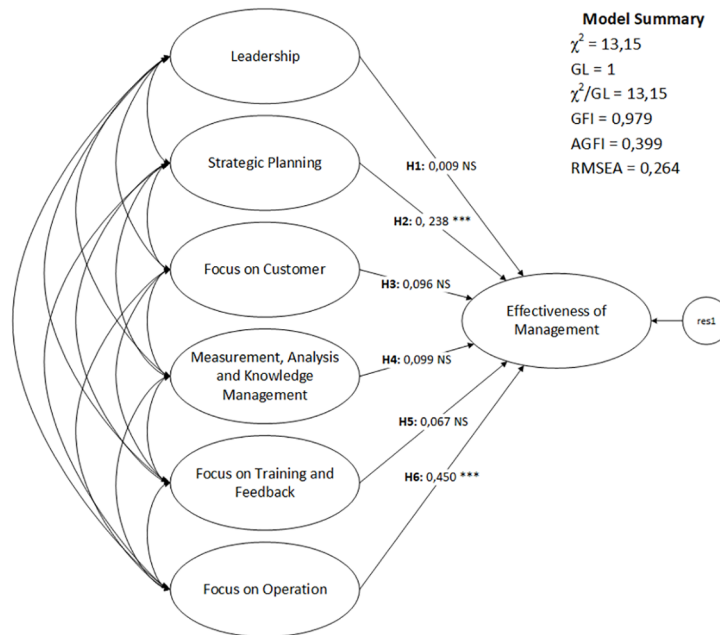 Model Summary
χ² = 13,15
GL = 1
χ²/GL = 13,15
GFI = 0,979
AGFI = 0,399
RMSEA = 0,264
Leadership
Strategic Planning
Focus on Customer
Measurement, Analysis
and Knowledge
Management
Focus on Training and
Feedback
Focus on Operation
H1: 0,009 NS
H2: 0, 238 ***
H3: 0,096 NS
H4: 0,099 NS
H5: 0,067 NS
H6: 0,450 ***
Effectiveness of
Management
res1